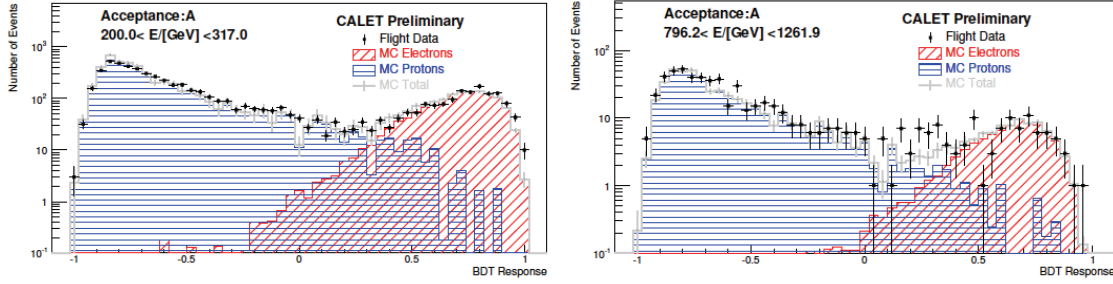 Acceptance:A
200.0< E/[GeV] <317.0
CALET Preliminary
Flight Data
MC Electrons
MC Protons
MC Total
Number of Events
10³
10²
10
1
10⁻¹
-1
-0.5
0
0.5
1
BDT Response
Acceptance:A
796.2< E/[GeV] <1261.9
CALET Preliminary
Flight Data
MC Electrons
MC Protons
MC Total
Number of Events
10²
10
1
10⁻¹
-1
-0.5
0
0.5
1
BDT Response